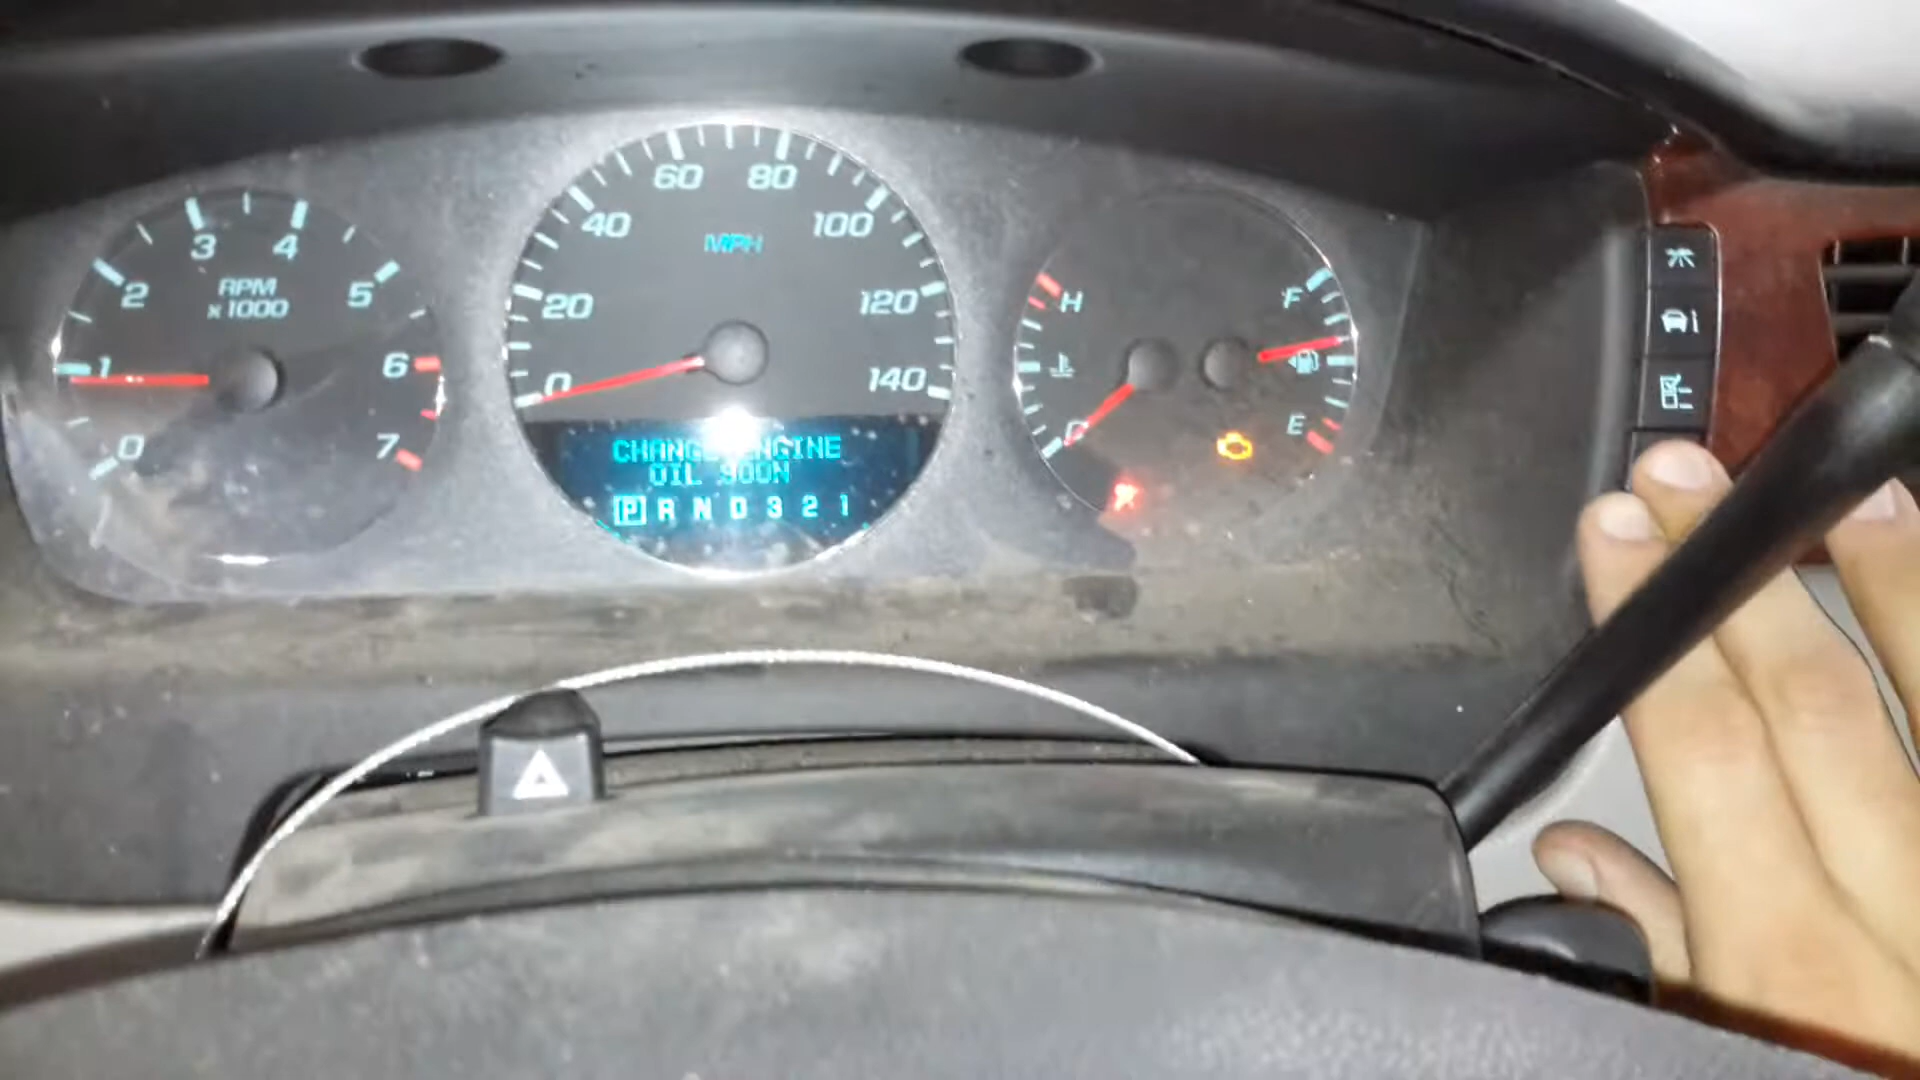 3 4
2 5
RPM
x1000
1 6
0 7
60 80
40 100
MPH
20 120
0 140
CHANGE ENGINE
OIL SOON
P R N D 3 2 1
H F
C E